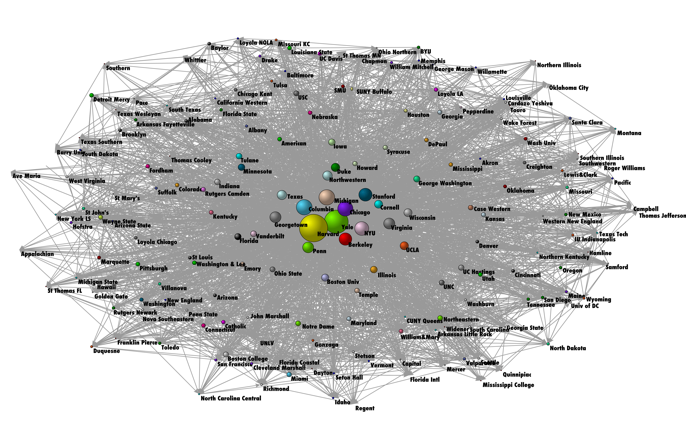 Loyola NOLA
Missouri KC
Baylor
Louisiana State
UC Davis
St Thomas MN
Ohio Northern
BYU
Whittier
Drake
Chapman
Memphis
Southern
William Mitchell
George Mason
Willamette
Northern Illinois
Baltimore
Tulsa
SMU
SUNY Buffalo
Oklahoma City
Detroit Mercy
Pace
Chicago Kent
USC
Loyola LA
Louisville
California Western
Cardozo Yeshiva
Texas Wesleyan
South Texas
Florida State
Nebraska
Houston
Georgia
Pepperdine
Touro
Arkansas Fayetteville
Alabama
Wake Forest
Santa Clara
Brooklyn
Albany
Montana
Texas Southern
American
Iowa
DePaul
Wash Univ
Barry Univ
South Dakota
Syracuse
Thomas Cooley
Tulane
Akron
Southern Illinois
Southwestern
Fordham
Minnesota
Duke
Howard
Mississippi
Creighton
Roger Williams
Ave Maria
Northwestern
Lewis&Clark
West Virginia
Indiana
George Washington
Pacific
Suffolk
Colorado
Rutgers Camden
Oklahoma
Missouri
St Mary's
Texas
Michigan
Stanford
Columbia
Chicago
Cornell
Case Western
Campbell
St John's
Kentucky
Wisconsin
Kansas
New Mexico
Thomas Jefferson
New York LS
Wayne State
Georgetown
Western New England
Hofstra
Arizona State
Yale
Virginia
Harvard
NYU
Texas Tech
Florida
Vanderbilt
IU Indianapolis
Loyola Chicago
Berkeley
Denver
Appalachian
Penn
UCLA
Northern Kentucky
Hamline
Marquette
St Louis
Pittsburgh
Washington & Lee
Emory
Samford
Ohio State
Illinois
UC Hastings
Utah
Cincinnati
Oregon
Michigan State
Boston Univ
Hawaii
Villanova
UNC
St Thomas FL
Golden Gate
Temple
Maine
Washington
New England
Arizona
San Diego
Wyoming
Washburn
Tennessee
Univ of DC
Rutgers Newark
Penn State
Nova Southeastern
John Marshall
CUNY Queens
Northeastern
Connecticut
Catholic
Notre Dame
Maryland
Widener
South Carolina
Georgia State
William&Mary
Arkansas Little Rock
Franklin Pierce
UNLV
Gonzaga
North Dakota
Duquesne
Toledo
Stetson
Boston College
San Francisco
Florida Coastal
Vermont
Capital
Cleveland Marshall
Mercer
Miami
Dayton
Seton Hall
Florida Intl
Quinnipiac
Richmond
Mississippi College
North Carolina Central
Idaho
Regent